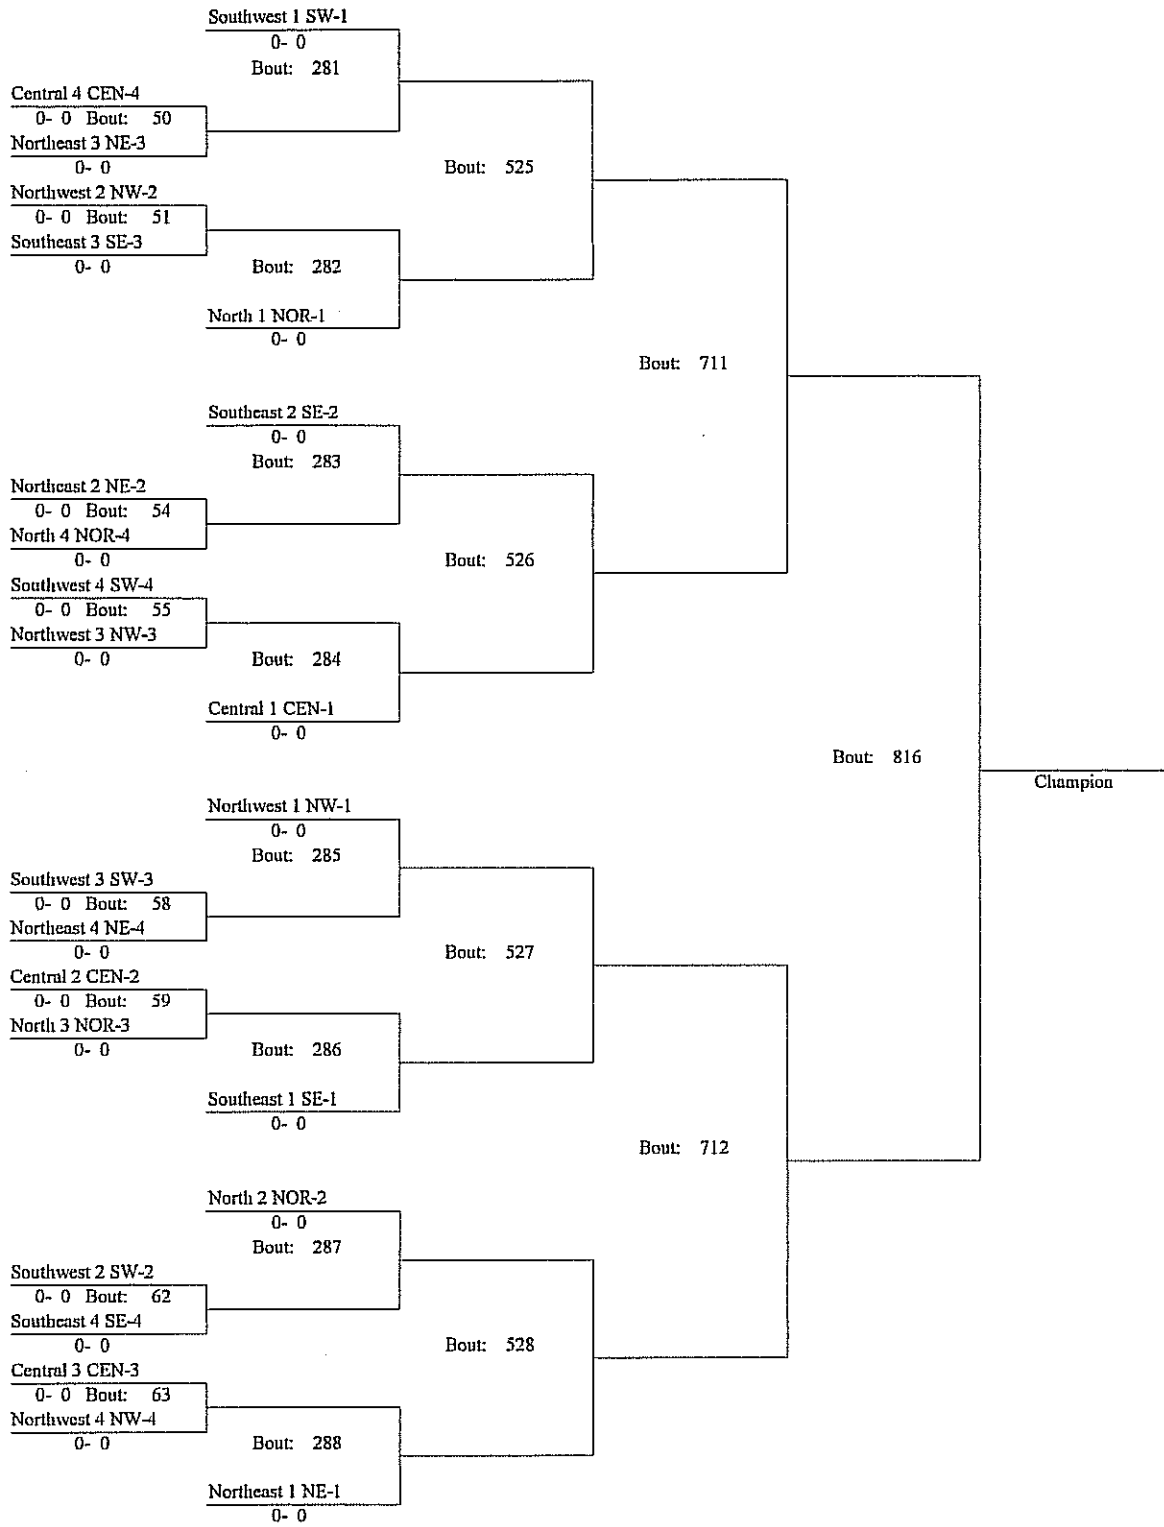 Southwest 1 SW-1
0- 0
Bout: 281
Central 4 CEN-4
0- 0 Bout: 50
Northeast 3 NE-3
0- 0
Bout: 525
Northwest 2 NW-2
0- 0 Bout: 51
Southeast 3 SE-3
0- 0
Bout: 282
North 1 NOR-1
0- 0
Bout: 711
Southeast 2 SE-2
0- 0
Bout: 283
Northeast 2 NE-2
0- 0 Bout: 54
North 4 NOR-4
0- 0
Bout: 526
Southwest 4 SW-4
0- 0 Bout: 55
Northwest 3 NW-3
0- 0
Bout: 284
Central 1 CEN-1
0- 0
Bout: 816
Champion
Northwest 1 NW-1
0- 0
Bout: 285
Southwest 3 SW-3
0- 0 Bout: 58
Northeast 4 NE-4
0- 0
Bout: 527
Central 2 CEN-2
0- 0 Bout: 59
North 3 NOR-3
0- 0
Bout: 286
Southeast 1 SE-1
0- 0
Bout: 712
North 2 NOR-2
0- 0
Bout: 287
Southwest 2 SW-2
0- 0 Bout: 62
Southeast 4 SE-4
0- 0
Bout: 528
Central 3 CEN-3
0- 0 Bout: 63
Northwest 4 NW-4
0- 0
Bout: 288
Northeast 1 NE-1
0- 0